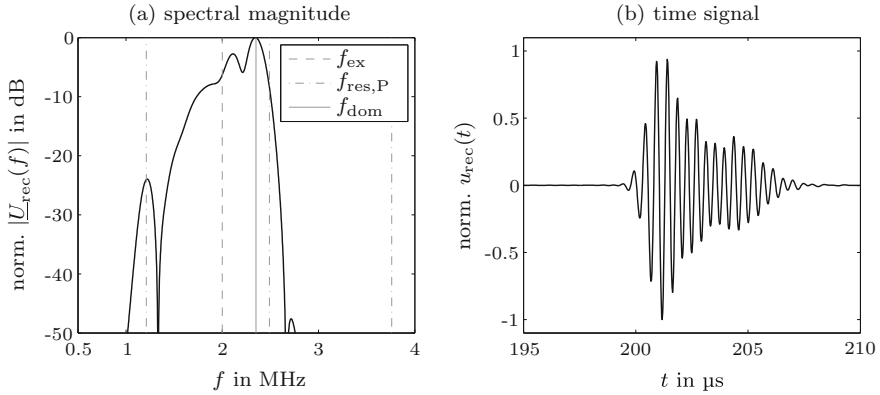 (a) spectral magnitude
norm. |U_rec(f)| in dB
0
-10
-20
-30
-40
-50
0.5
1
2
3
4
f in MHz
f_ex
f_res,P
f_dom
(b) time signal
norm. u_rec(t)
1
0.5
0
-0.5
-1
195
200
205
210
t in µs